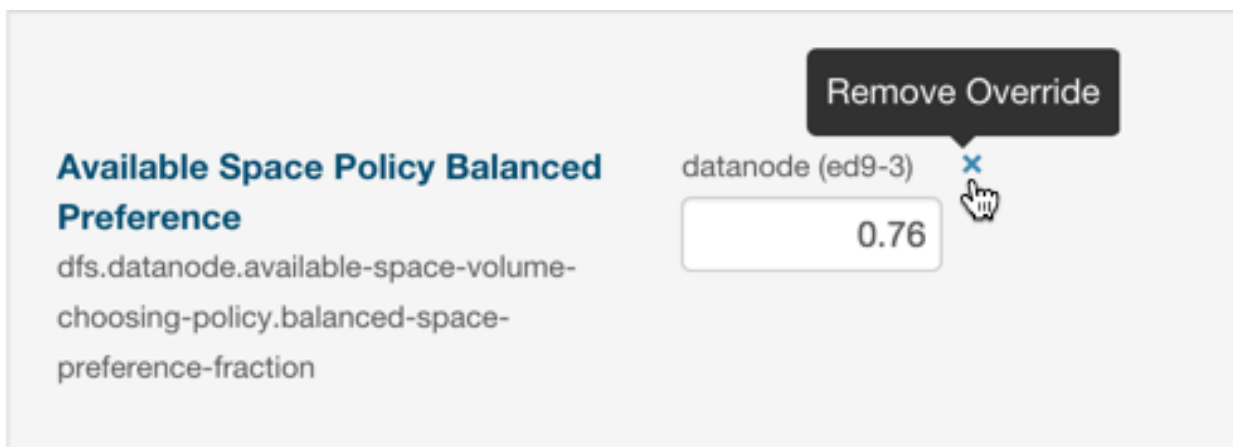 Remove Override
Available Space Policy Balanced
Preference
dfs.datanode.available-space-volume-
choosing-policy.balanced-space-
preference-fraction
datanode (ed9-3) ×
0.76